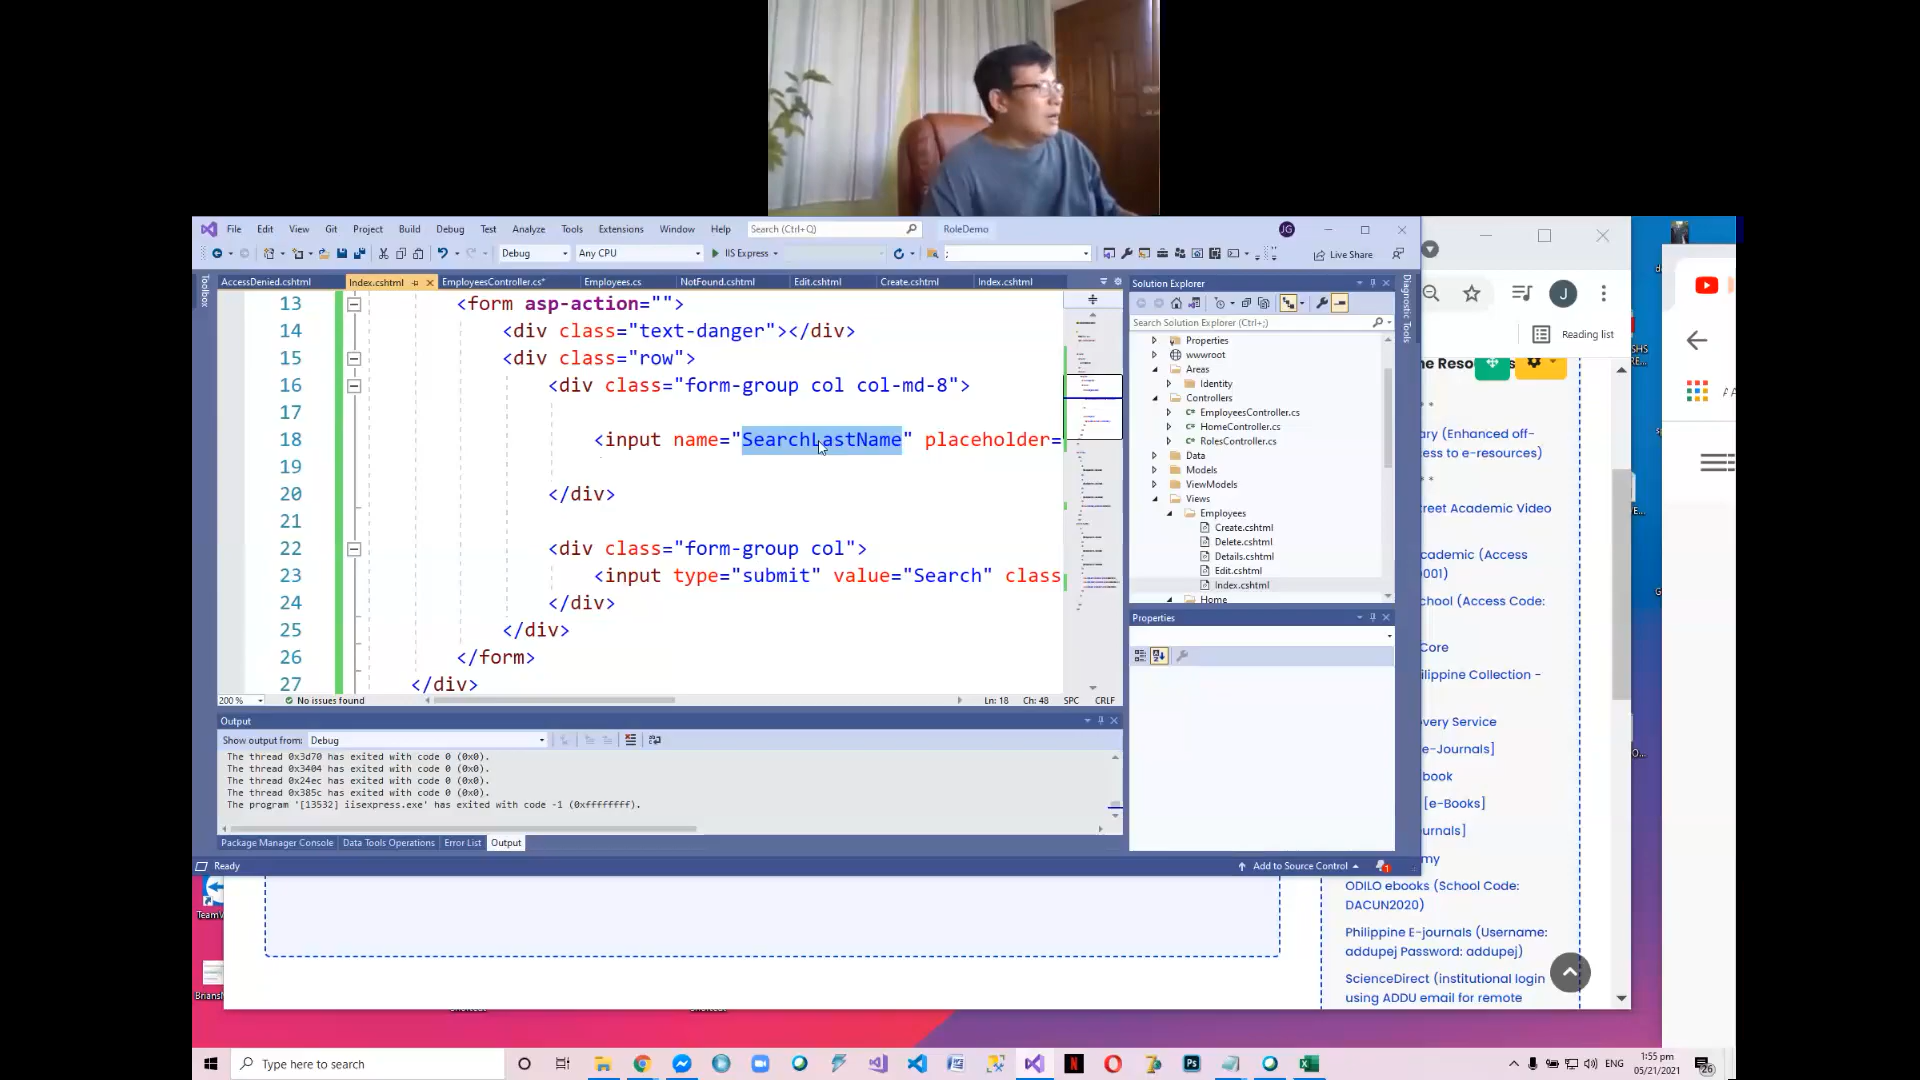 File Edit View Git Project Build Debug Test Analyze Tools Extensions Window Help Search (Ctrl+Q) RoleDemo JG
Debug Any CPU IIS Express ; Live Share
AccessDenied.cshtml Index.cshtml EmployeesController.cs* Employees.cs NotFound.cshtml Edit.cshtml Create.cshtml Index.cshtml
Toolbox
13 <form asp-action="">
14 <div class="text-danger"></div>
15 <div class="row">
16 <div class="form-group col col-md-8">
17
18 <input name="SearchLastName" placeholder=
19
20 </div>
21
22 <div class="form-group col">
23 <input type="submit" value="Search" class
24 </div>
25 </div>
26 </form>
27 </div>
200 % No issues found Ln: 18 Ch: 48 SPC CRLF
Output
Show output from: Debug
The thread 0x3d70 has exited with code 0 (0x0).
The thread 0x3404 has exited with code 0 (0x0).
The thread 0x24ec has exited with code 0 (0x0).
The thread 0x385c has exited with code 0 (0x0).
The program '[13532] iisexpress.exe' has exited with code -1 (0xffffffff).
Package Manager Console Data Tools Operations Error List Output
Ready Add to Source Control 1
Solution Explorer
Search Solution Explorer (Ctrl+;)
Properties
wwwroot
Areas
Identity
Controllers
EmployeesController.cs
HomeController.cs
RolesController.cs
Data
Models
ViewModels
Views
Employees
Create.cshtml
Delete.cshtml
Details.cshtml
Edit.cshtml
Index.cshtml
Home
Properties
Diagnostic Tools
J
Reading list
ne Reso
* *
ary (Enhanced off-
ccess to e-resources)
* *
treet Academic Video
cademic (Access
0001)
chool (Access Code:
Core
ilippine Collection -
very Service
e-Journals]
book
[e-Books]
urnals]
my
ODILO ebooks (School Code:
DACUN2020)
Philippine E-journals (Username:
addupej Password: addupej)
ScienceDirect (institutional login
using ADDU email for remote
Type here to search
ENG
1:55 pm
05/21/2021
26